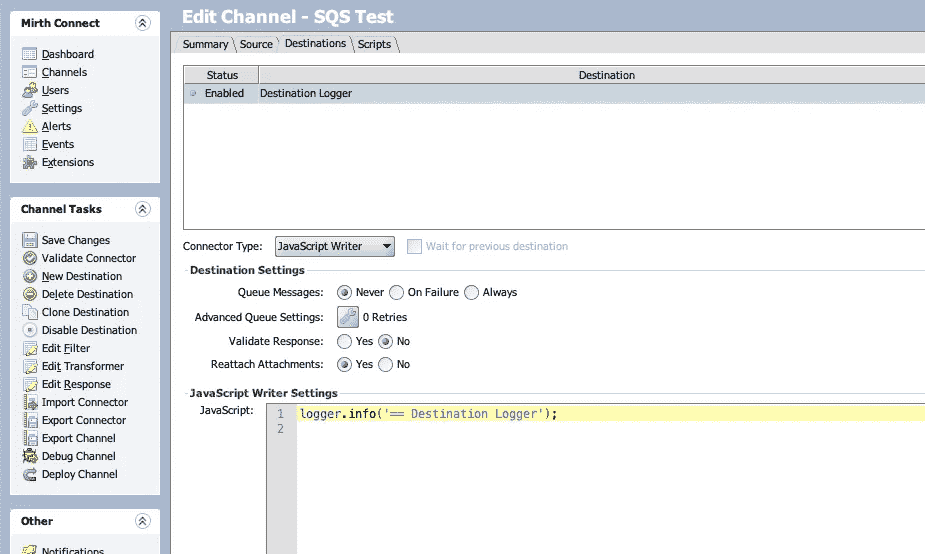 Mirth Connect
Dashboard
Channels
Users
Settings
Alerts
Events
Extensions
Channel Tasks
Save Changes
Validate Connector
New Destination
Delete Destination
Clone Destination
Disable Destination
Edit Filter
Edit Transformer
Edit Response
Import Connector
Export Connector
Export Channel
Debug Channel
Deploy Channel
Other
Notifications
Edit Channel - SQS Test
Summary Source Destinations Scripts
Status Destination
Enabled Destination Logger
Connector Type: JavaScript Writer Wait for previous destination
Destination Settings
Queue Messages: Never On Failure Always
Advanced Queue Settings: 0 Retries
Validate Response: Yes No
Reattach Attachments: Yes No
JavaScript Writer Settings
JavaScript: 1 logger.info('== Destination Logger');
2